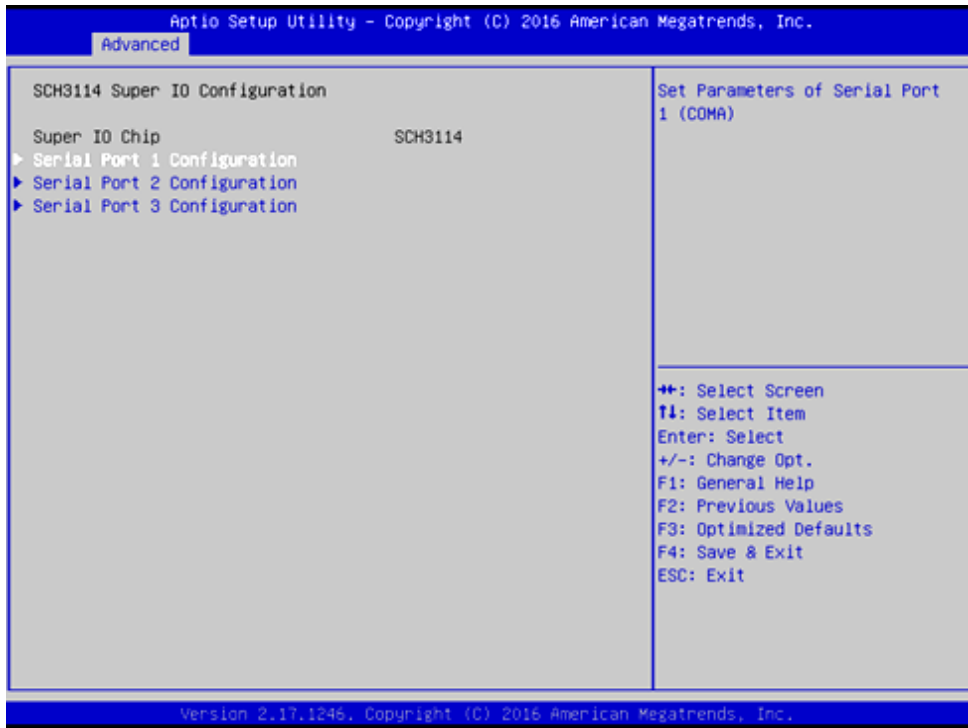 Aptio Setup Utility – Copyright (C) 2016 American Megatrends, Inc.
Advanced
SCH3114 Super IO Configuration
Super IO Chip SCH3114
▶ Serial Port 1 Configuration
▶ Serial Port 2 Configuration
▶ Serial Port 3 Configuration
Set Parameters of Serial Port
1 (COMA)
→←: Select Screen
↑↓: Select Item
Enter: Select
+/-: Change Opt.
F1: General Help
F2: Previous Values
F3: Optimized Defaults
F4: Save & Exit
ESC: Exit
Version 2.17.1246. Copyright (C) 2016 American Megatrends, Inc.